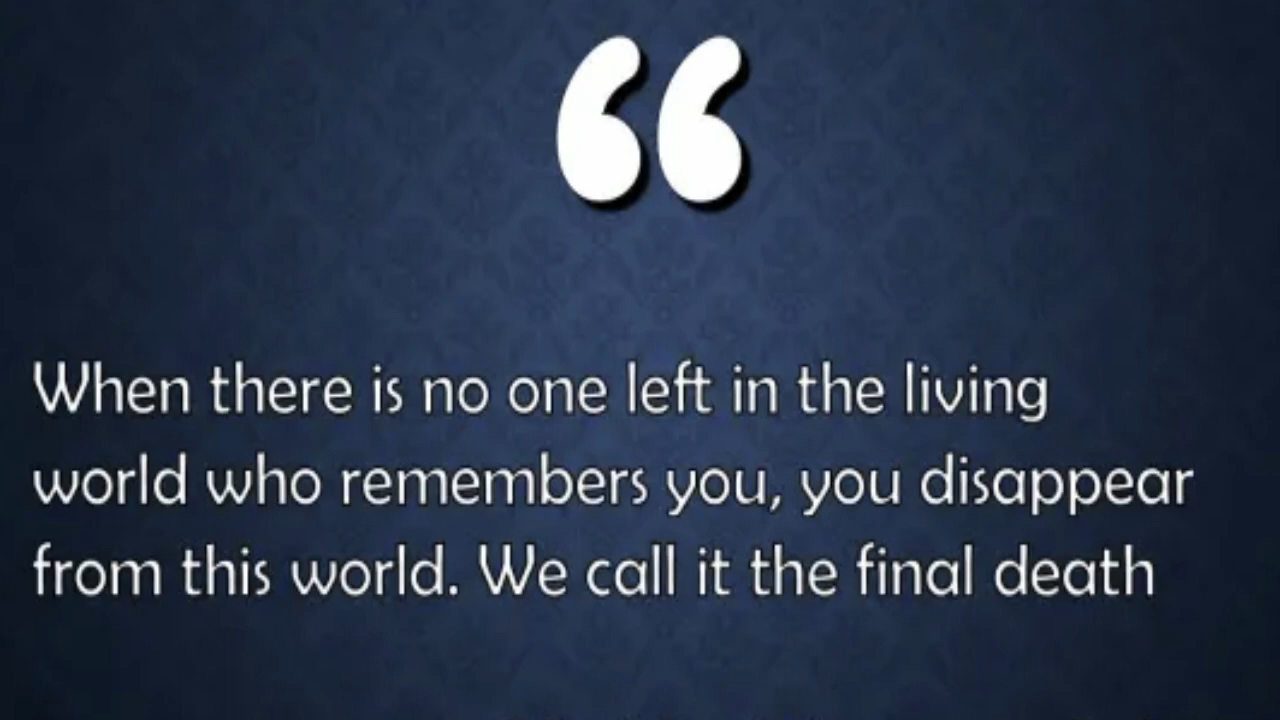 “
When there is no one left in the living
world who remembers you, you disappear
from this world. We call it the final death